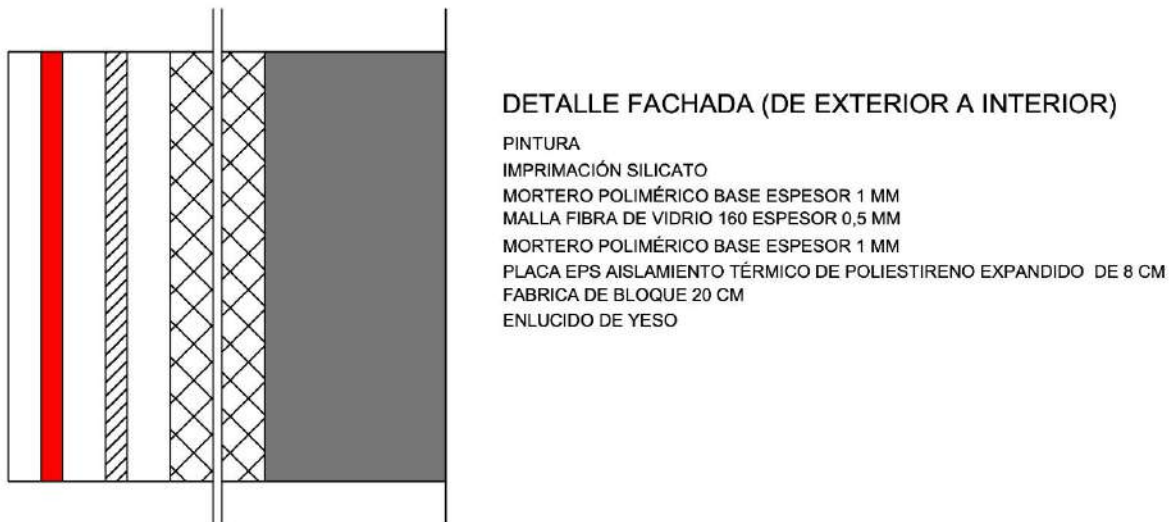 DETALLE FACHADA (DE EXTERIOR A INTERIOR)
PINTURA
IMPRIMACIÓN SILICATO
MORTERO POLIMÉRICO BASE ESPESOR 1 MM
MALLA FIBRA DE VIDRIO 160 ESPESOR 0,5 MM
MORTERO POLIMÉRICO BASE ESPESOR 1 MM
PLACA EPS AISLAMIENTO TÉRMICO DE POLIESTIRENO EXPANDIDO DE 8 CM
FABRICA DE BLOQUE 20 CM
ENLUCIDO DE YESO